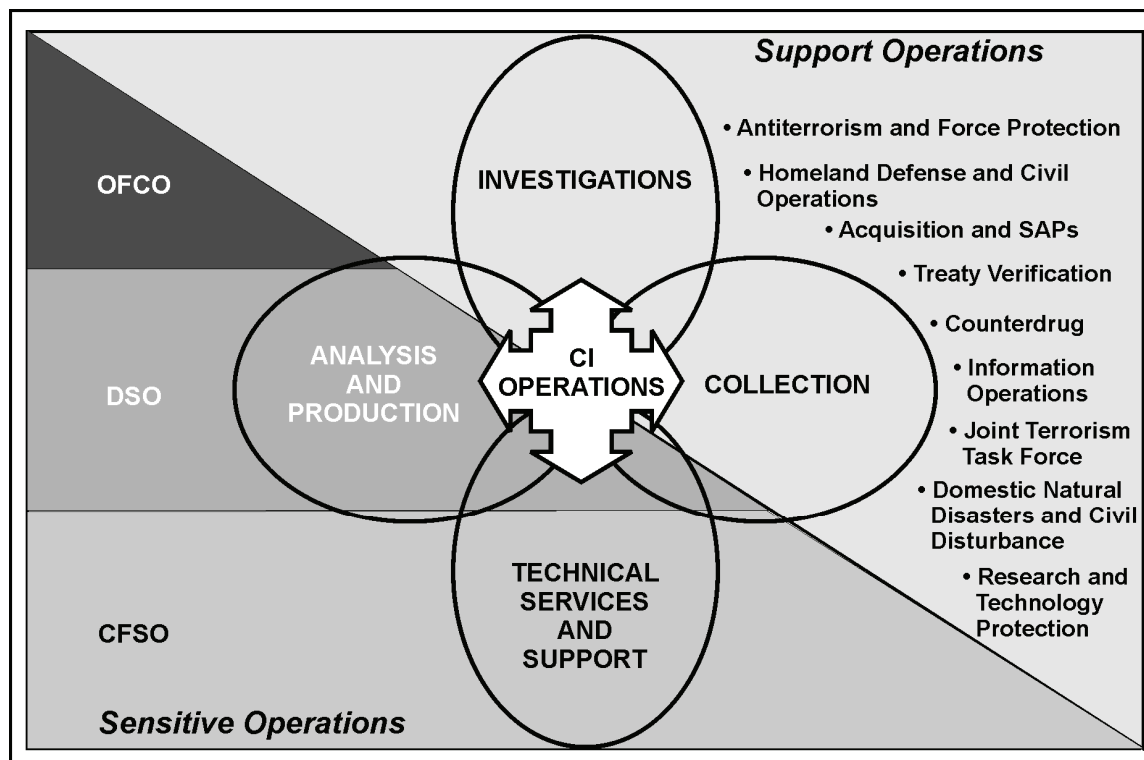 Support Operations
• Antiterrorism and Force Protection
• Homeland Defense and Civil
Operations
• Acquisition and SAPs
• Treaty Verification
• Counterdrug
• Information
Operations
• Joint Terrorism
Task Force
• Domestic Natural
Disasters and Civil
Disturbance
• Research and
Technology
Protection
OFCO
INVESTIGATIONS
DSO
ANALYSIS
AND
PRODUCTION
CI
OPERATIONS
COLLECTION
CFSO
TECHNICAL
SERVICES
AND
SUPPORT
Sensitive Operations